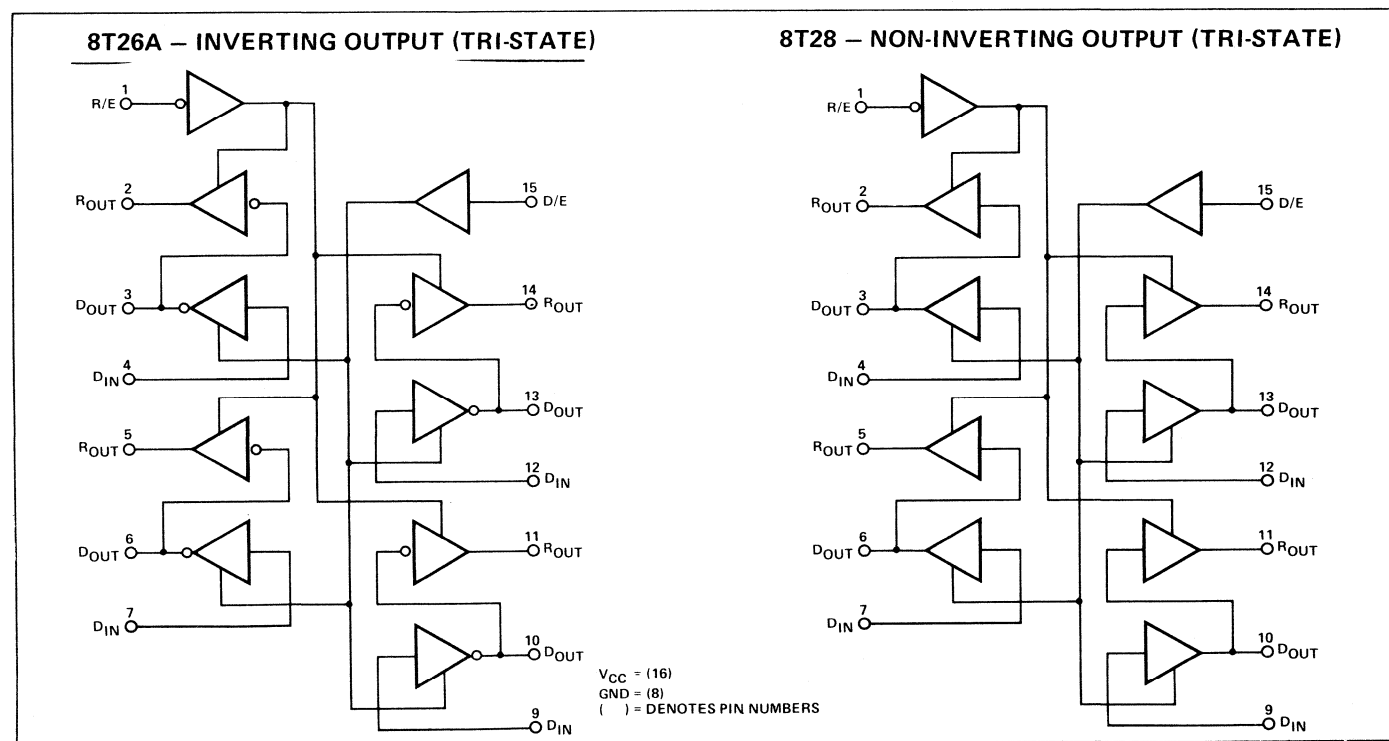 8T26A – INVERTING OUTPUT (TRI-STATE)
1
R/E
2
ROUT
15
D/E
3
DOUT
14
ROUT
4
DIN
13
DOUT
5
ROUT
12
DIN
6
DOUT
11
ROUT
7
DIN
10
DOUT
9
DIN
VCC = (16)
GND = (8)
( ) = DENOTES PIN NUMBERS
8T28 – NON-INVERTING OUTPUT (TRI-STATE)
1
R/E
2
ROUT
15
D/E
3
DOUT
14
ROUT
4
DIN
13
DOUT
5
ROUT
12
DIN
6
DOUT
11
ROUT
7
DIN
10
DOUT
9
DIN